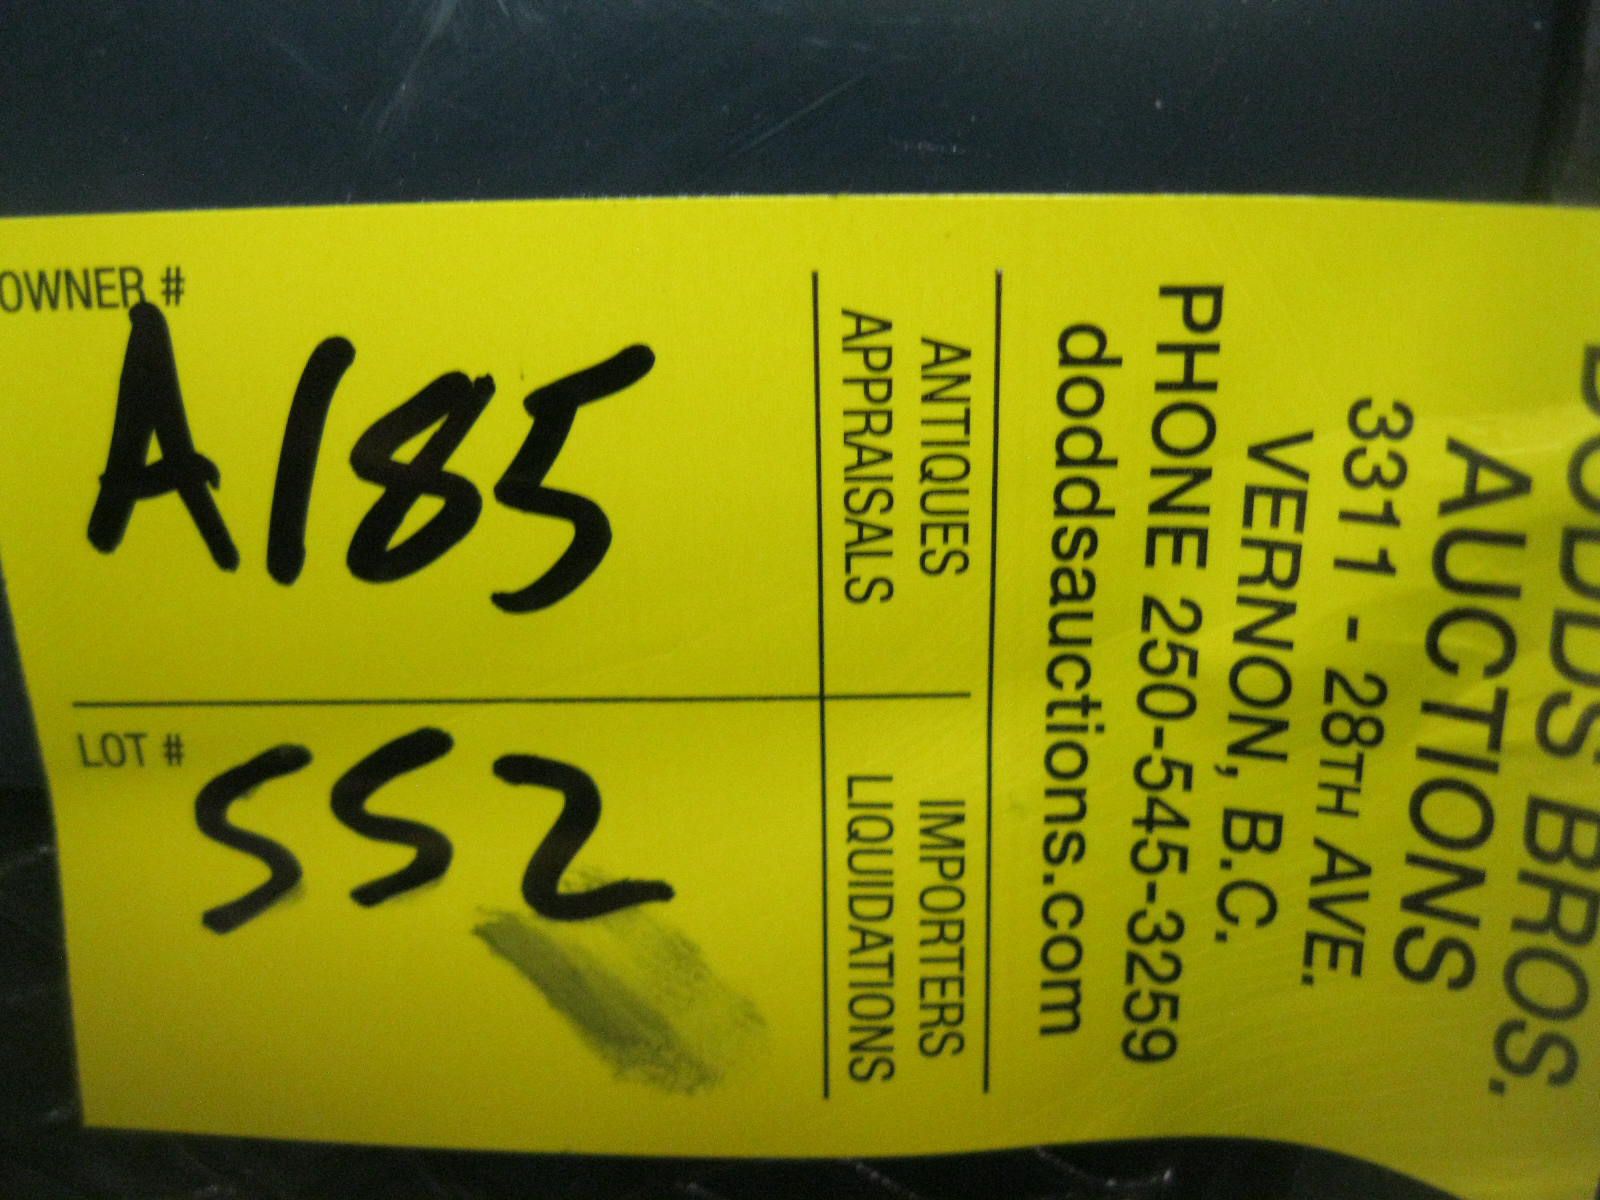 DODDS BROS.
AUCTIONS
3311 - 28TH AVE.
VERNON, B.C.
PHONE 250-545-3259
doddsauctions.com
ANTIQUES IMPORTERS
APPRAISALS LIQUIDATIONS
OWNER #
A185
LOT #
552